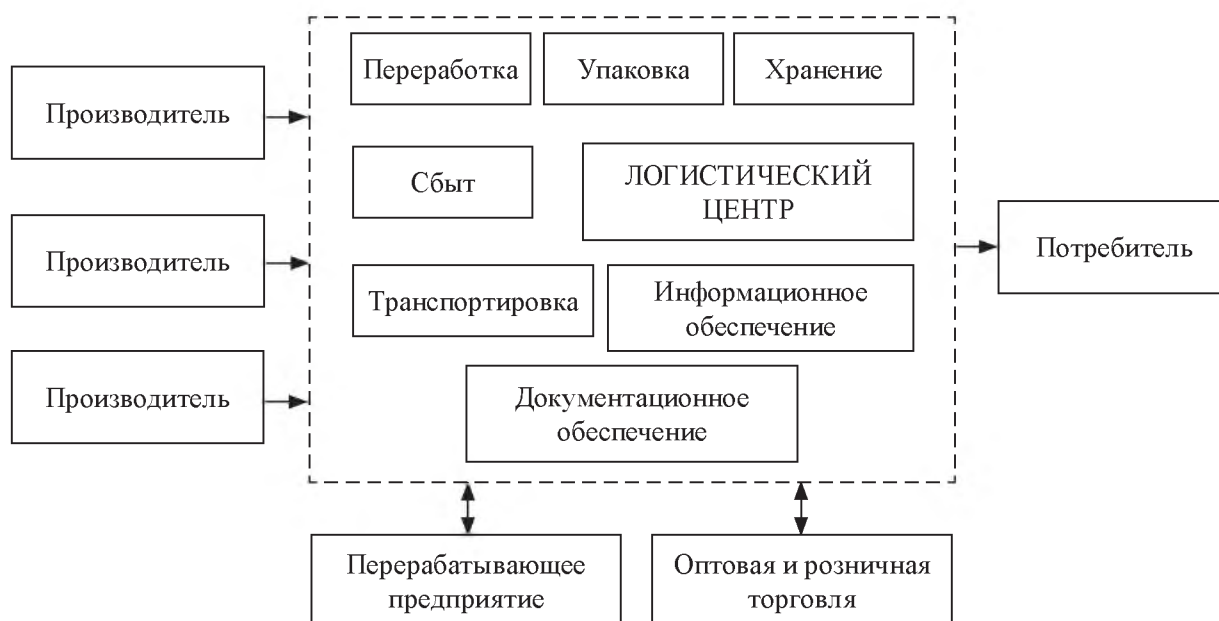 Переработка
Упаковка
Хранение
Производитель
Сбыт
ЛОГИСТИЧЕСКИЙ
ЦЕНТР
Производитель
Потребитель
Транспортировка
Информационное
обеспечение
Производитель
Документационное
обеспечение
Перерабатывающее
предприятие
Оптовая и розничная
торговля